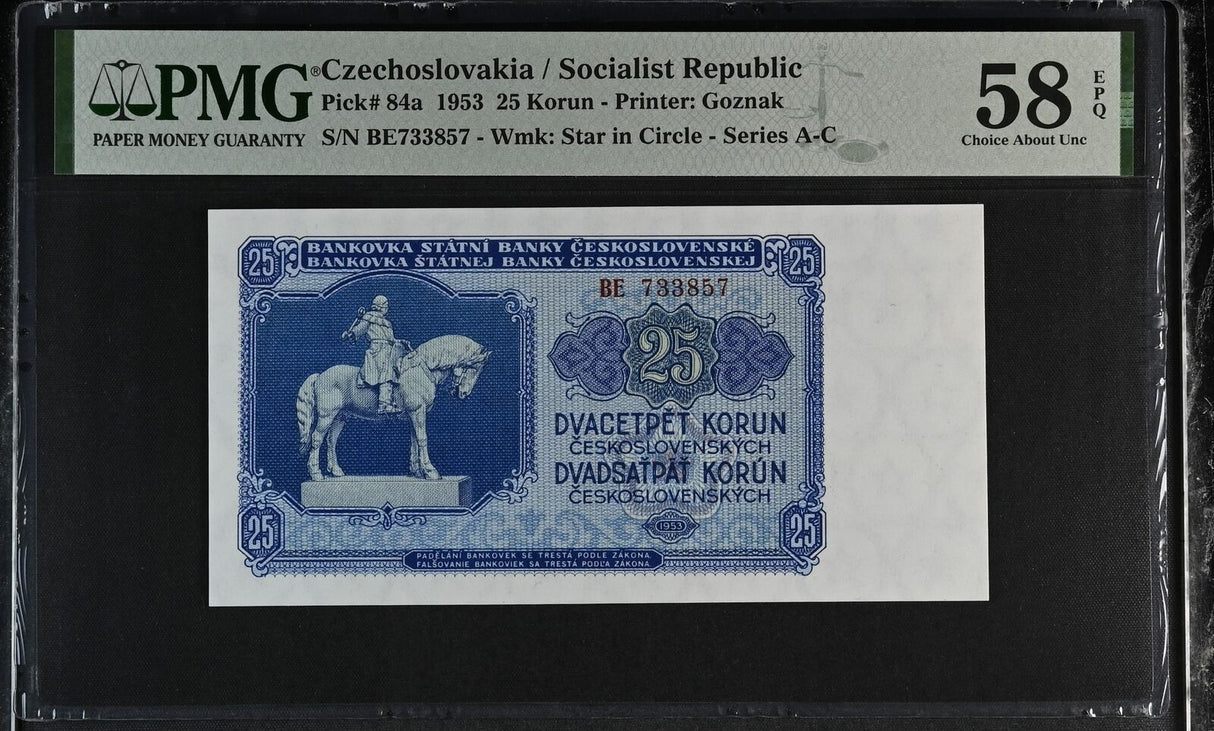 PMG®
PAPER MONEY GUARANTY
Czechoslovakia / Socialist Republic
Pick# 84a 1953 25 Korun - Printer: Goznak
S/N BE733857 - Wmk: Star in Circle - Series A-C
58
EPQ
Choice About Unc
25
BANKOVKA STÁTNÍ BANKY ČESKOSLOVENSKÉ
BANKOVKA ŠTÁTNEJ BANKY ČESKOSLOVENSKEJ
25
BE 733857
25
DVACETPĚT KORUN
ČESKOSLOVENSKÝCH
DVADSAŤPÄŤ KORÚN
ČESKOSLOVENSKÝCH
1953
25
25
PADĚLÁNÍ BANKOVEK SE TRESTÁ PODLE ZÁKONA
FALŠOVANIE BANKOVIEK SA TRESTÁ PODĽA ZÁKONA